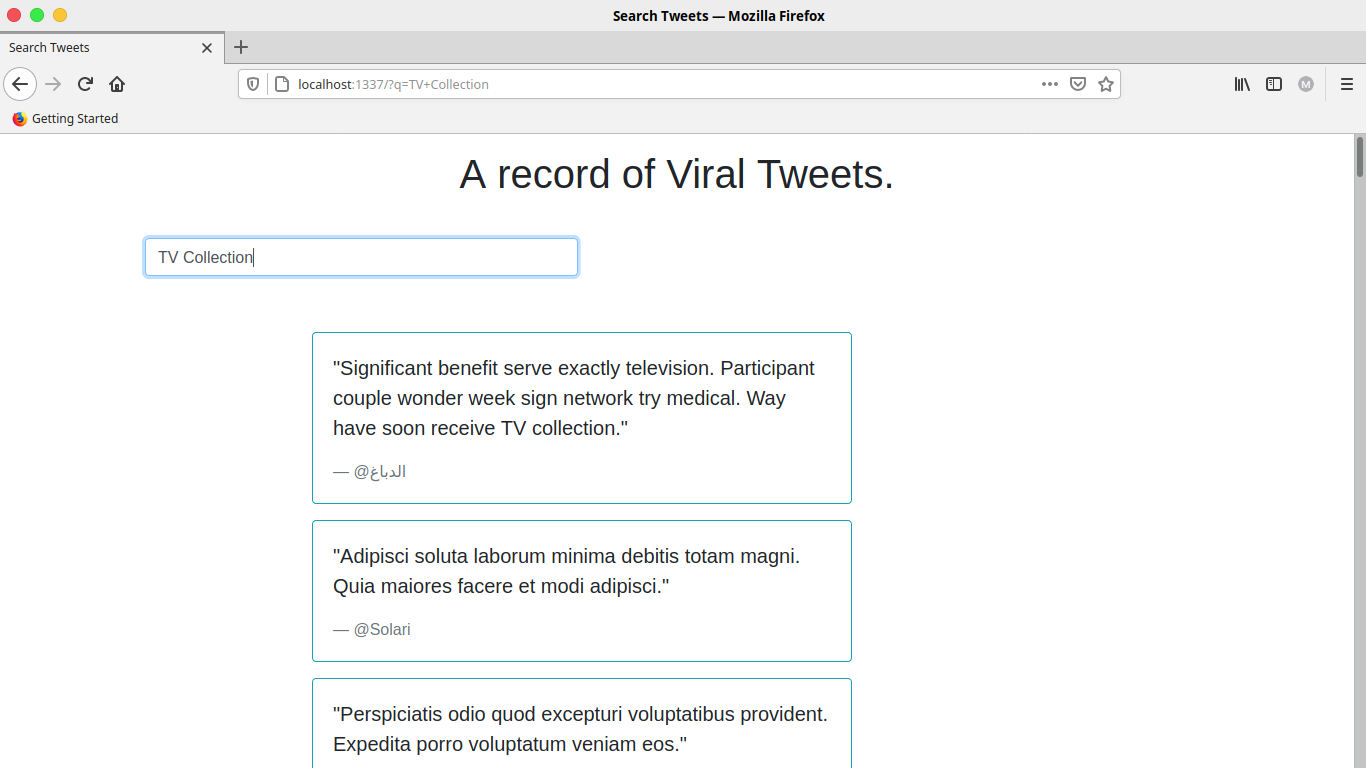 Search Tweets — Mozilla Firefox
Search Tweets
localhost:1337/?q=TV+Collection
M
Getting Started
A record of Viral Tweets.
TV Collection
"Significant benefit serve exactly television. Participant
couple wonder week sign network try medical. Way
have soon receive TV collection."
— @الدباغ
"Adipisci soluta laborum minima debitis totam magni.
Quia maiores facere et modi adipisci."
— @Solari
"Perspiciatis odio quod excepturi voluptatibus provident.
Expedita porro voluptatum veniam eos."